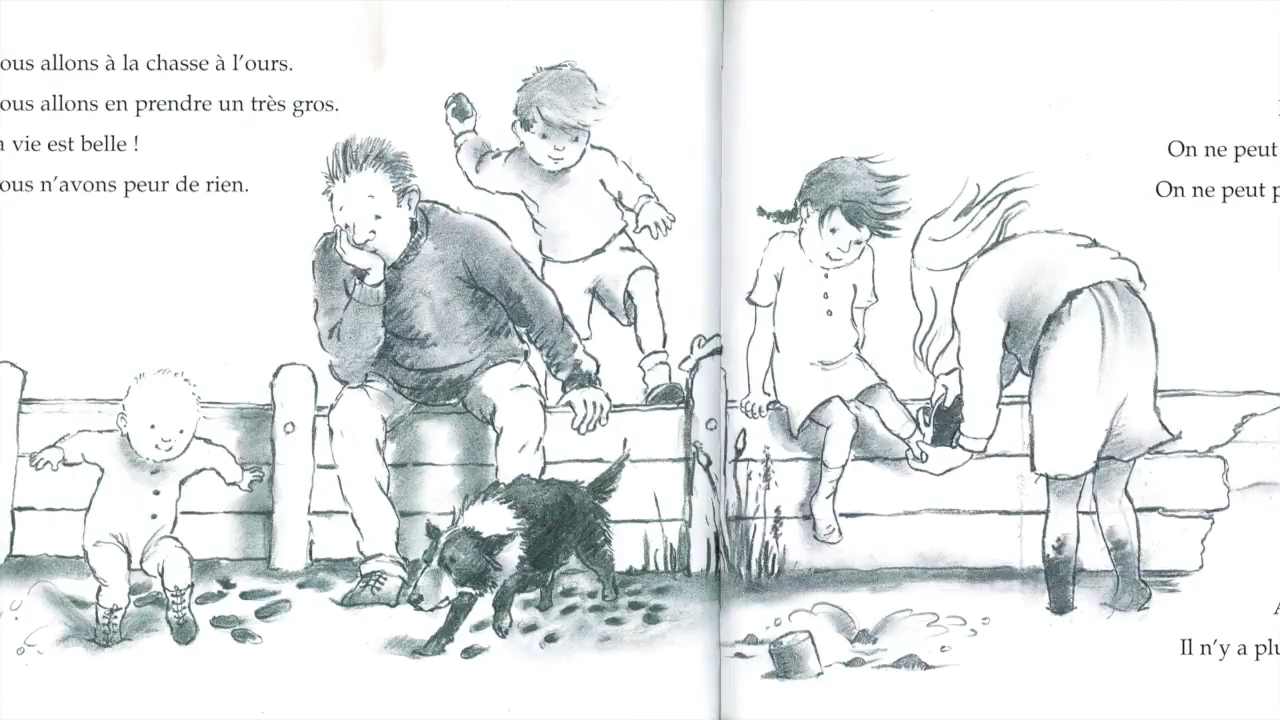 ous allons à la chasse à l'ours.
ous allons en prendre un très gros.
a vie est belle !
ous n'avons peur de rien.
On ne peut
On ne peut p
Il n'y a plu